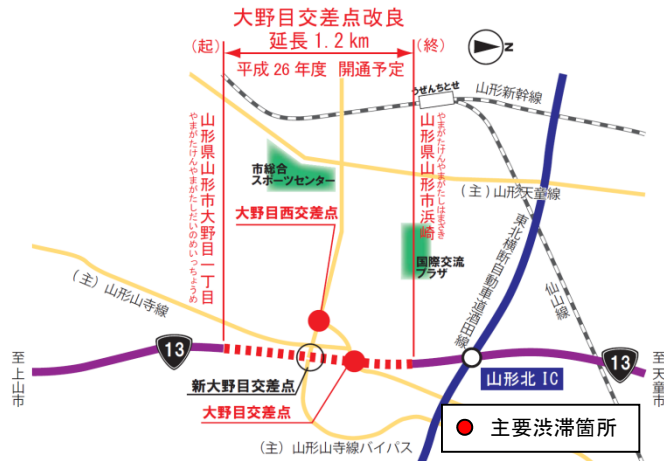 大野目交差点改良
延長1.2km
平成26年度 開通予定
(起)
(終)
N
うぜんちとせ
山形新幹線
山形県山形市大野目一丁目
やまがたけんやまがたしだいのめいっちょうめ
山形県山形市浜崎
やまがたけんやまがたしはまざき
市総合
スポーツセンター
(主)山形天童線
大野目西交差点
国際交流
プラザ
東北横断自動車道酒田線
仙山線
(主)山形山寺線
13
13
至上山市
至天童市
新大野目交差点
山形北IC
大野目交差点
(主)山形山寺線バイパス
主要渋滞箇所